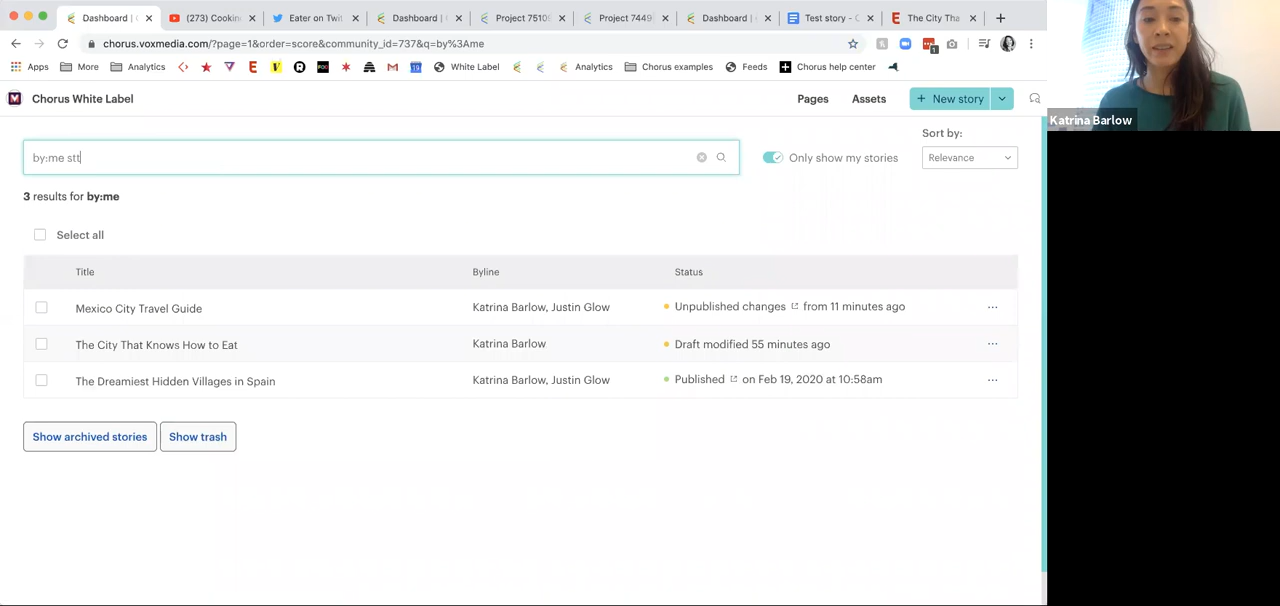 Dashboard |
(273) Cookin
Eater on Twit
Dashboard |
Project 7510
Project 7449
Dashboard |
Test story - G
The City Tha
chorus.voxmedia.com/?page=1&order=score&community_id=737&q=by%3Ame
Apps More Analytics White Label Analytics Chorus examples Feeds Chorus help center
Chorus White Label
Pages Assets + New story
Katrina Barlow
Sort by:
by:me stt
Only show my stories
Relevance
3 results for by:me
Select all
Title Byline Status
Mexico City Travel Guide Katrina Barlow, Justin Glow Unpublished changes from 11 minutes ago
The City That Knows How to Eat Katrina Barlow Draft modified 55 minutes ago
The Dreamiest Hidden Villages in Spain Katrina Barlow, Justin Glow Published on Feb 19, 2020 at 10:58am
Show archived stories Show trash